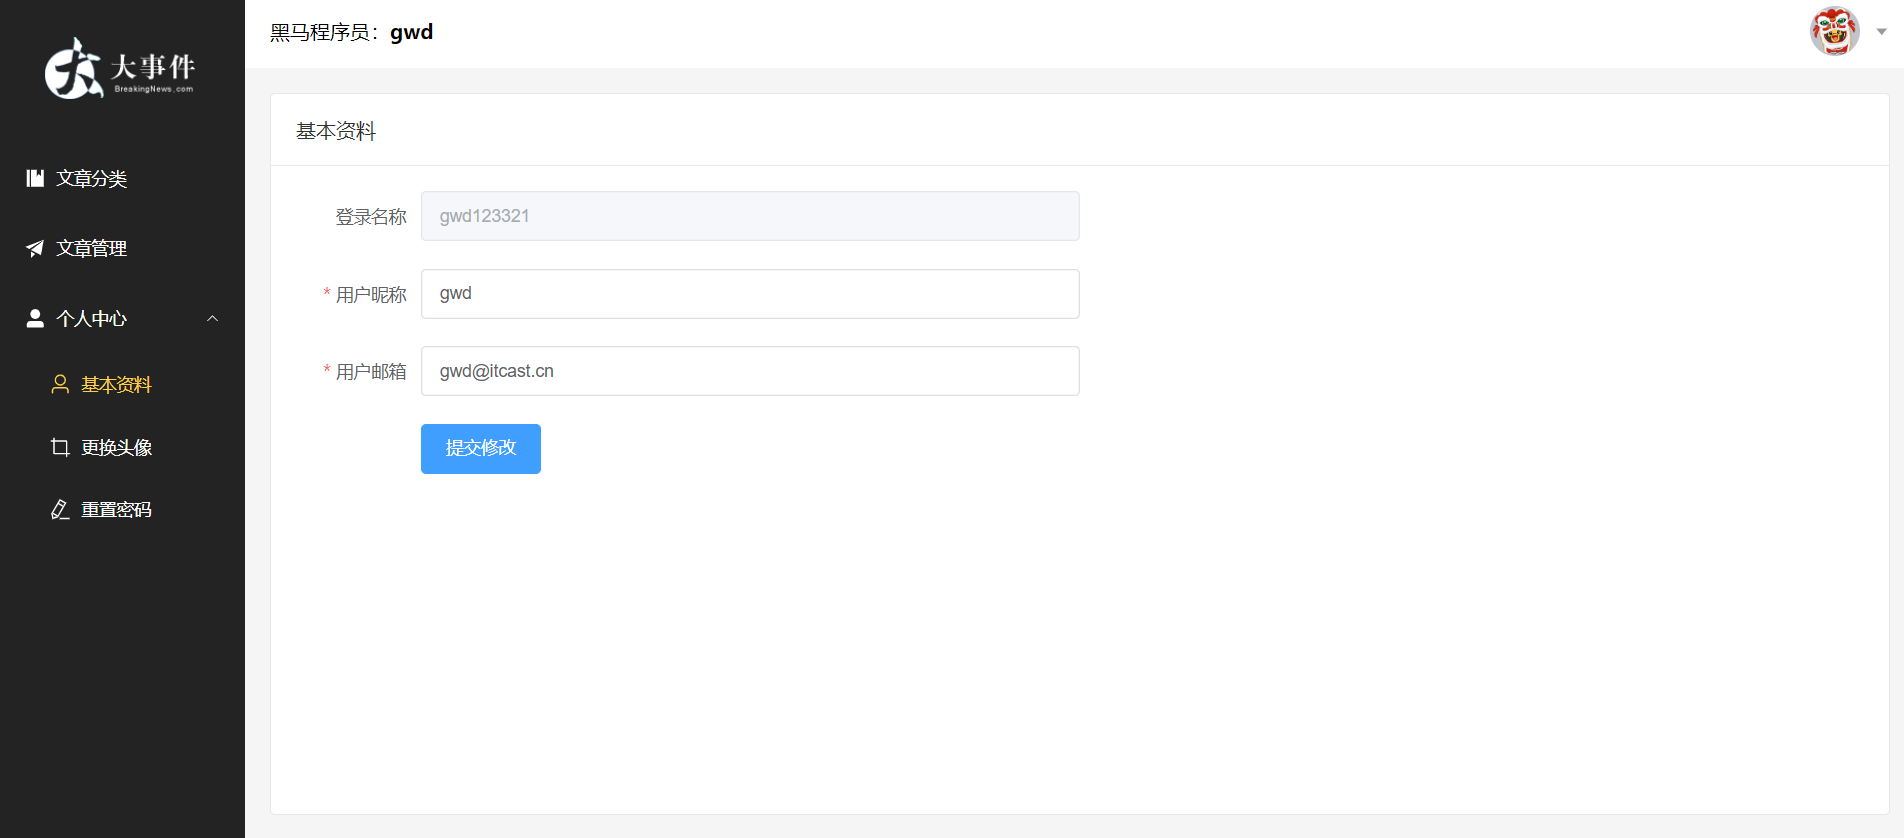 大事件
BreakingNews.com
文章分类
文章管理
个人中心
基本资料
更换头像
重置密码
黑马程序员：gwd
基本资料
登录名称 gwd123321
* 用户昵称 gwd
* 用户邮箱 gwd@itcast.cn
提交修改